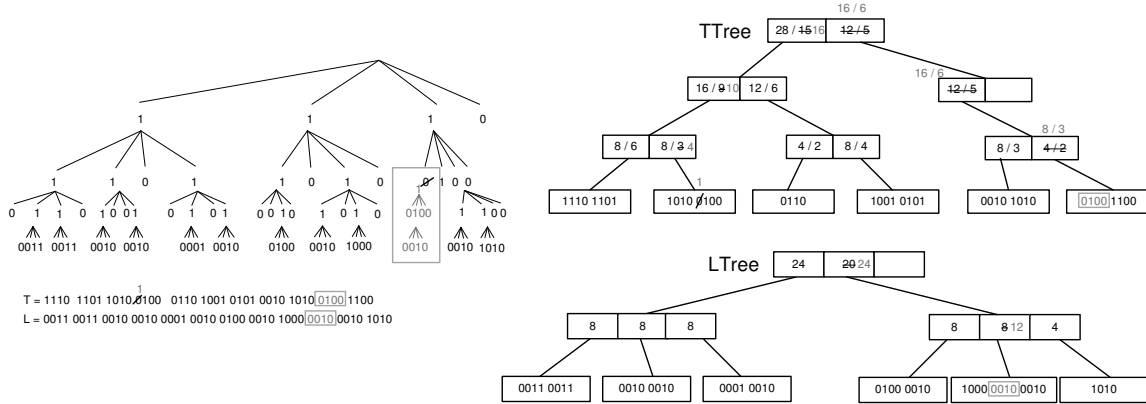 16 / 6
TTree
28 / 15 16 12 / 5
16 / 6
16 / 9 10 12 / 6 12 / 5
1 1 1 0
8 / 3
8 / 6 8 / 3 4 4 / 2 8 / 4 8 / 3 4 / 2
1 1 0 1 1 0 1 0 0 1 0 0
1
1
0 1 1 0 1 0 0 1 1 0 0 1 0 0 1 0 1 0 1 0 0100 1 1 0 0
1110 1101 1010 0100 0110 1001 0101 0010 1010 0100 1100
0011 0011 0010 0010 0001 0010 0100 0010 1000 0010 0010 1010
LTree
24 20 24
1
T = 1110 1101 1010 0100 0110 1001 0101 0010 1010 0100 1100
L = 0011 0011 0010 0010 0001 0010 0100 0010 1000 0010 0010 1010
8 8 8 8 8 12 4
0011 0011 0010 0010 0001 0010 0100 0010 1000 0010 0010 1010